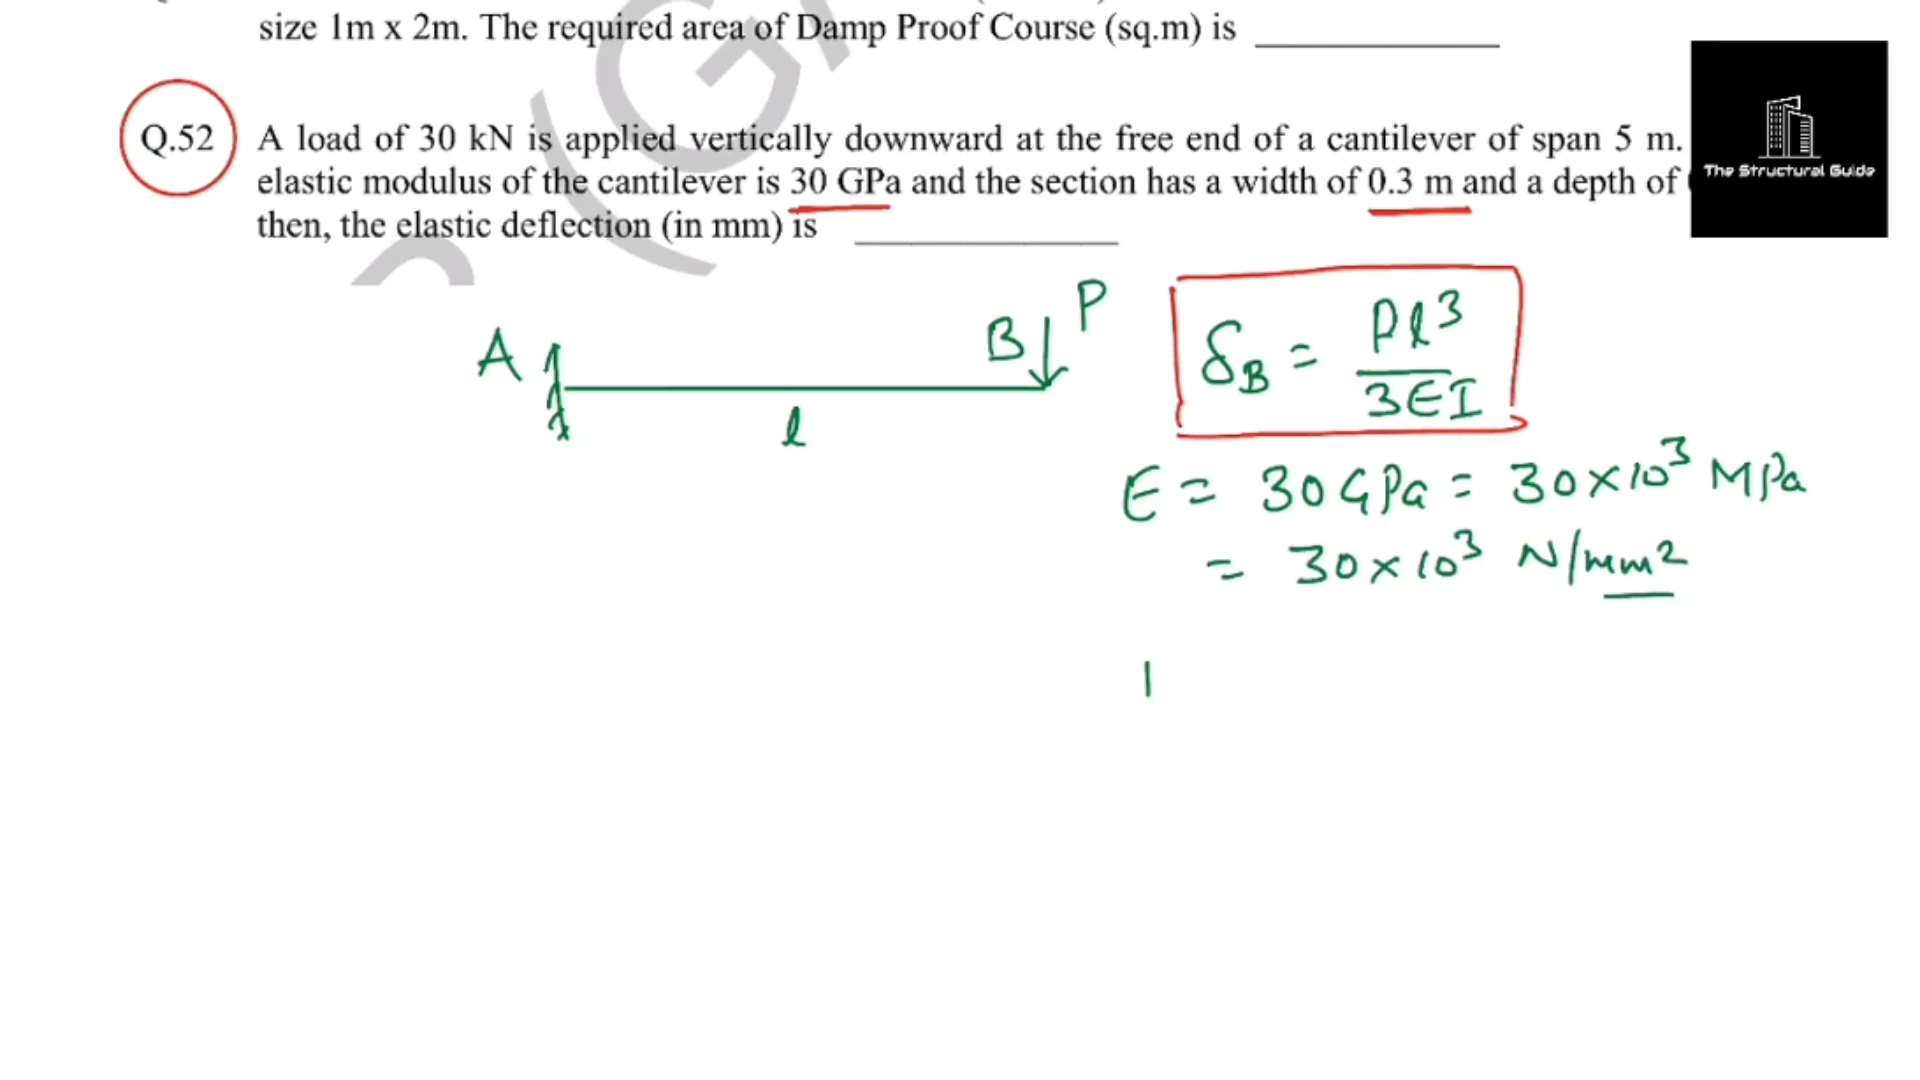 size 1m x 2m. The required area of Damp Proof Course (sq.m) is
Q.52 A load of 30 kN is applied vertically downward at the free end of a cantilever of span 5 m.
elastic modulus of the cantilever is 30 GPa and the section has a width of 0.3 m and a depth of
then, the elastic deflection (in mm) is
The Structural Guide
A B P
l
δB = Pl³/3EI
E = 30 GPa = 30×10³ MPa
= 30×10³ N/mm²